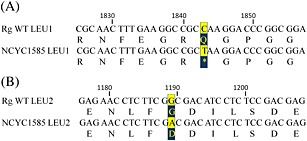 (A)
1830 1840 1850
Rg WT LEU1 CGC AAC TTT GAA GGC CGC CAA GGA CCC GGC GGA
R N F E G R Q G P G G
NCYC1585 LEU1 CGC AAC TTT GAA GGC CGC TAA GGA CCC GGC GGA
R N F E G R * G P G G
(B)
1180 1190 1200
Rg WT LEU2 GAG AAC CTC TTC GGC GAC ATC CTC TCC GAC GAG
E N L F G D I L S D E
NCYC1585 LEU2 GAG AAC CTC TTC GAC GAC ATC CTC TCC GAC GAG
E N L F D D I L S D E